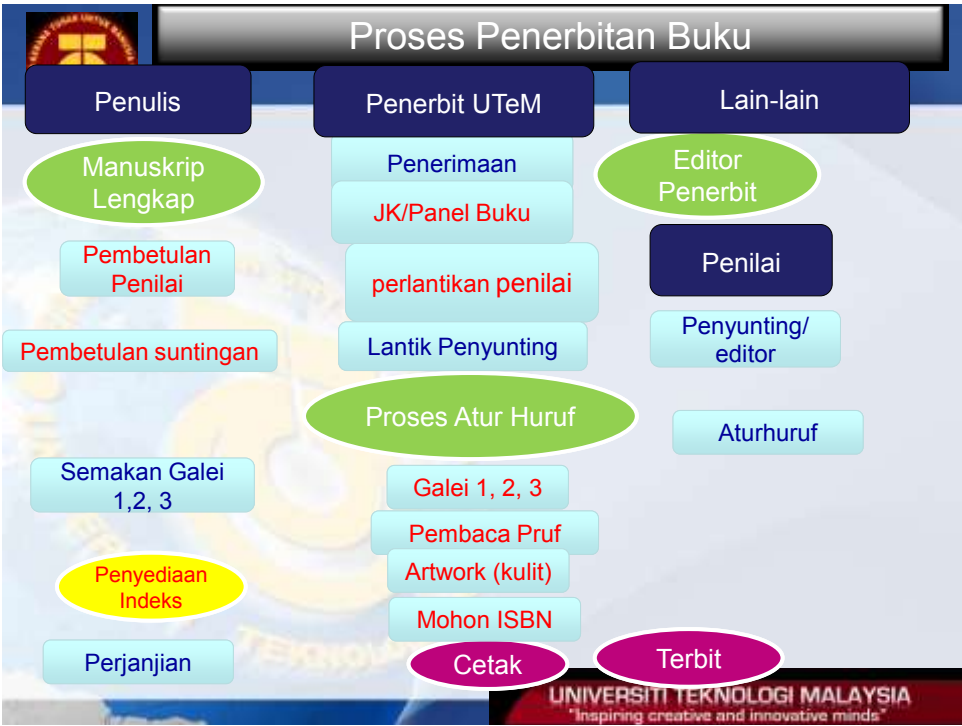 Proses Penerbitan Buku
Penulis
Penerbit UTeM
Lain-lain
Manuskrip
Lengkap
Penerimaan
Editor
Penerbit
JK/Panel Buku
Pembetulan
Penilai
perlantikan penilai
Penilai
Pembetulan suntingan
Lantik Penyunting
Penyunting/
editor
Proses Atur Huruf
Aturhuruf
Semakan Galei
1,2, 3
Galei 1, 2, 3
Pembaca Pruf
Penyediaan
Indeks
Artwork (kulit)
Mohon ISBN
Perjanjian
Cetak
Terbit
UNIVERSITI TEKNOLOGI MALAYSIA
"Inspiring creative and innovative minds"